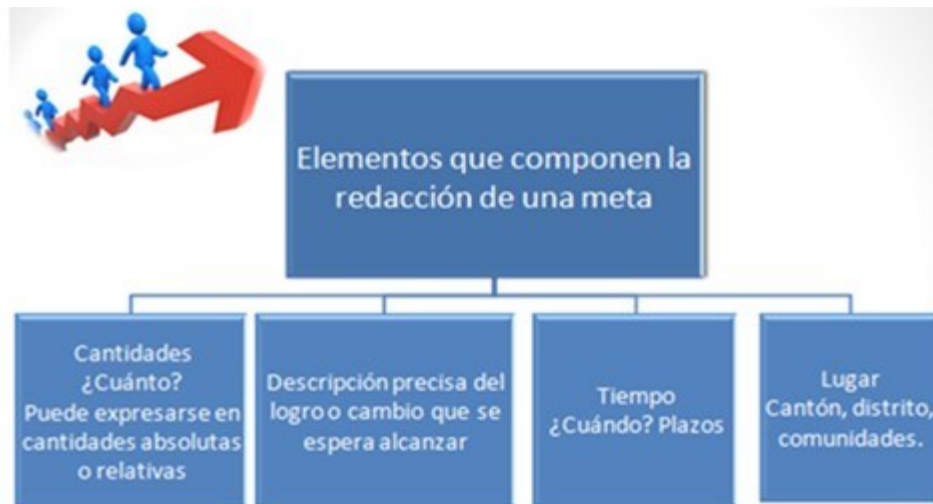 Elementos que componen la
redacción de una meta
Cantidades
¿Cuánto?
Puede expresarse en
cantidades absolutas
o relativas
Descripción precisa del
logro o cambio que se
espera alcanzar
Tiempo
¿Cuándo? Plazos
Lugar
Cantón, distrito,
comunidades.